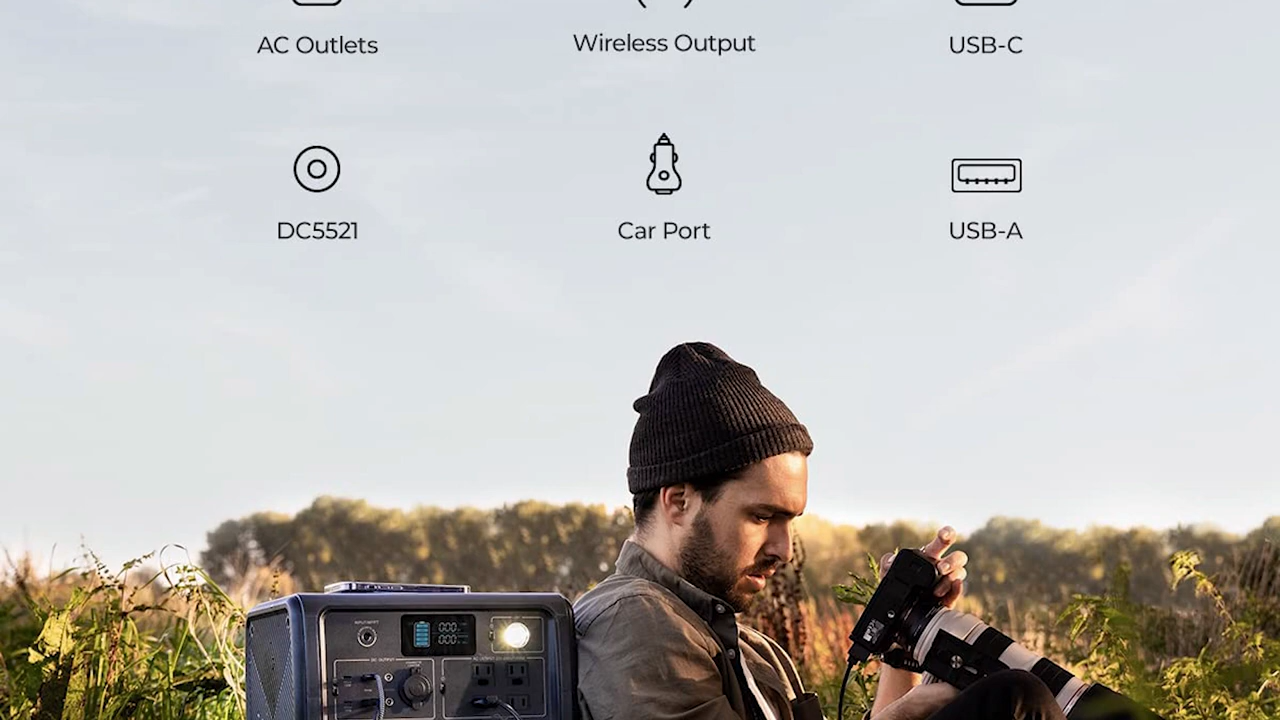 AC Outlets
Wireless Output
USB-C
DC5521
Car Port
USB-A